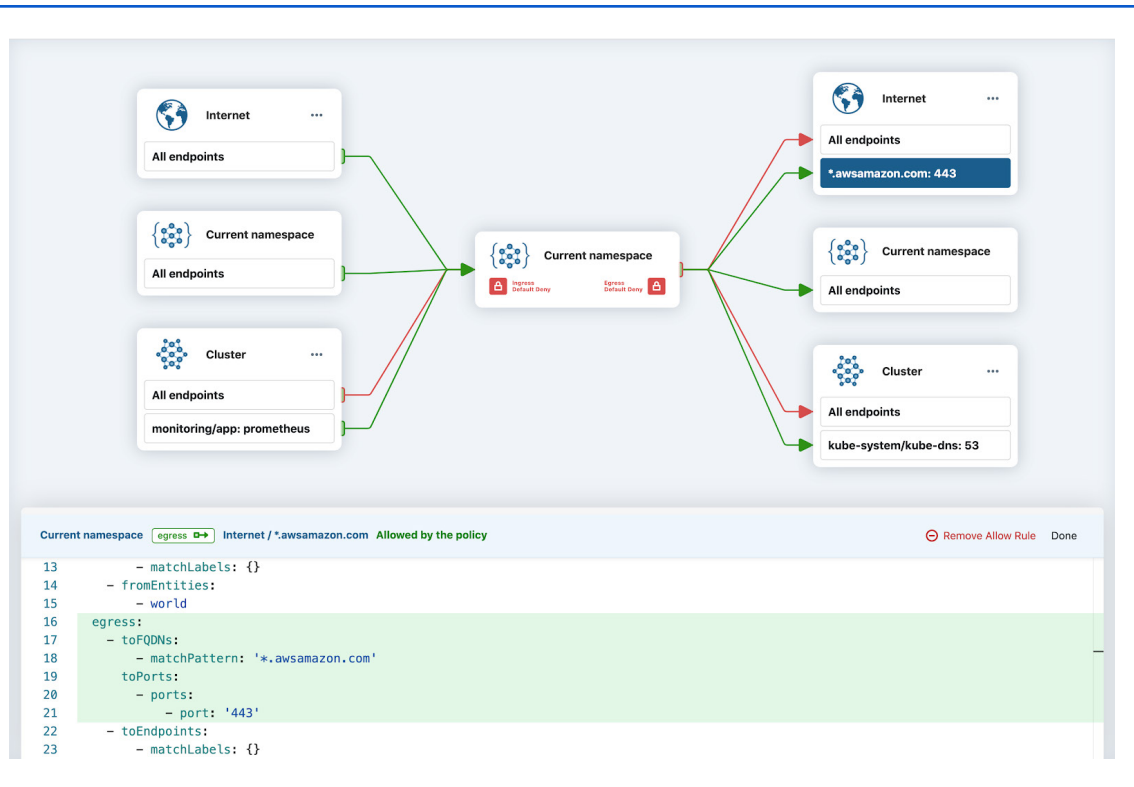 Internet
···
All endpoints
Current namespace
All endpoints
Cluster
···
All endpoints
monitoring/app: prometheus
Current namespace
Ingress
Default Deny
Egress
Default Deny
Internet
···
All endpoints
*.awsamazon.com: 443
Current namespace
All endpoints
Cluster
···
All endpoints
kube-system/kube-dns: 53
Current namespace egress Internet / *.awsamazon.com Allowed by the policy Remove Allow Rule Done
13 - matchLabels: {}
14 - fromEntities:
15 - world
16 egress:
17 - toFQDNs:
18 - matchPattern: '*.awsamazon.com'
19 toPorts:
20 - ports:
21 - port: '443'
22 - toEndpoints:
23 - matchLabels: {}